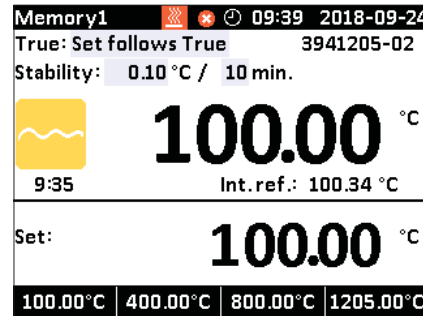 Memory1 09:39 2018-09-24
True: Set follows True 3941205-02
Stability: 0.10 °C / 10 min.
100.00 °C
9:35 Int.ref.: 100.34 °C
Set: 100.00 °C
100.00°C 400.00°C 800.00°C 1205.00°C